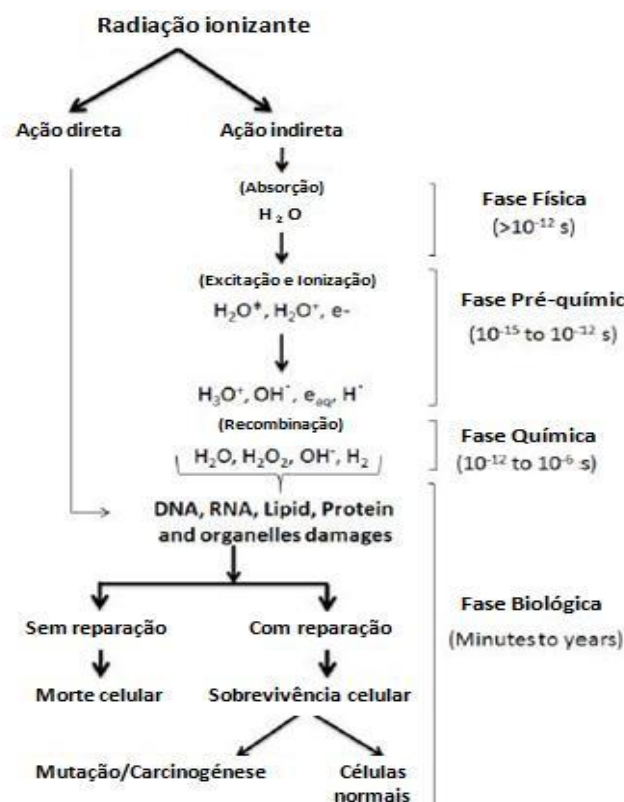 Radiação ionizante
Ação direta
Ação indireta
(Absorção)
H₂O
Fase Física
(>10⁻¹² s)
(Excitação e Ionização)
H₂O*, H₂O⁺, e-
Fase Pré-químic
(10⁻¹⁵ to 10⁻¹² s)
H₃O⁺, OH˙, e aq, H˙
(Recombinação)
H₂O, H₂O₂, OH⁻, H₂
Fase Química
(10⁻¹² to 10⁻⁶ s)
DNA, RNA, Lipid, Protein
and organelles damages
Sem reparação
Com reparação
Fase Biológica
(Minutes to years)
Morte celular
Sobrevivência celular
Mutação/Carcinogénese
Células
normais